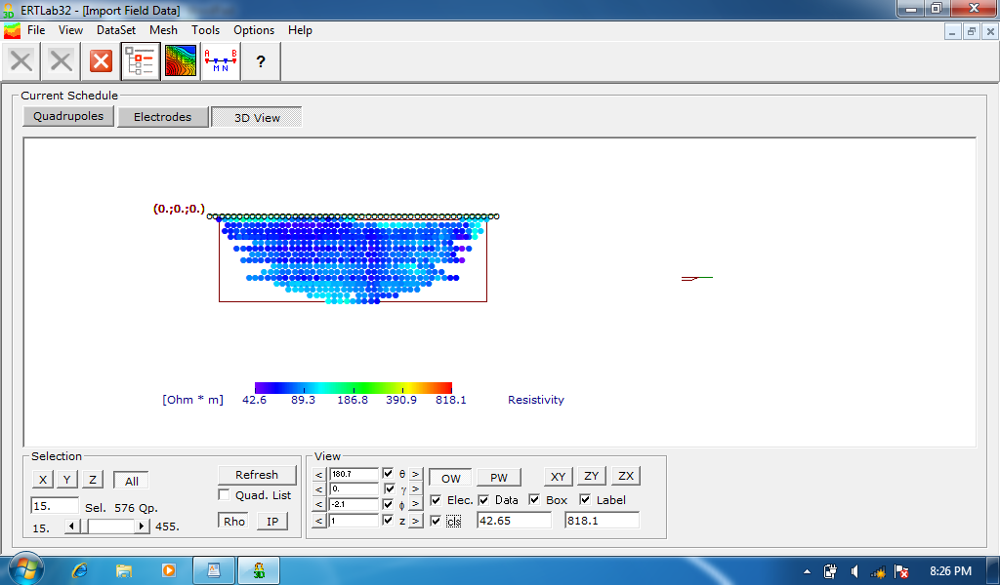 ERTLab32 - [Import Field Data]
File View DataSet Mesh Tools Options Help
A B
M N
?
Current Schedule
Quadrupoles Electrodes 3D View
(0.;0.;0.)
[Ohm * m] 42.6 89.3 186.8 390.9 818.1 Resistivity
Selection
X Y Z All
15. Sel. 576 Qp.
15. 455.
Refresh
Quad. List
Rho IP
View
< 180.7 θ >
< 0. γ >
< -2.1 ϕ >
< 1 z >
OW PW XY ZY ZX
Elec. Data Box Label
cls 42.65 818.1
8:26 PM